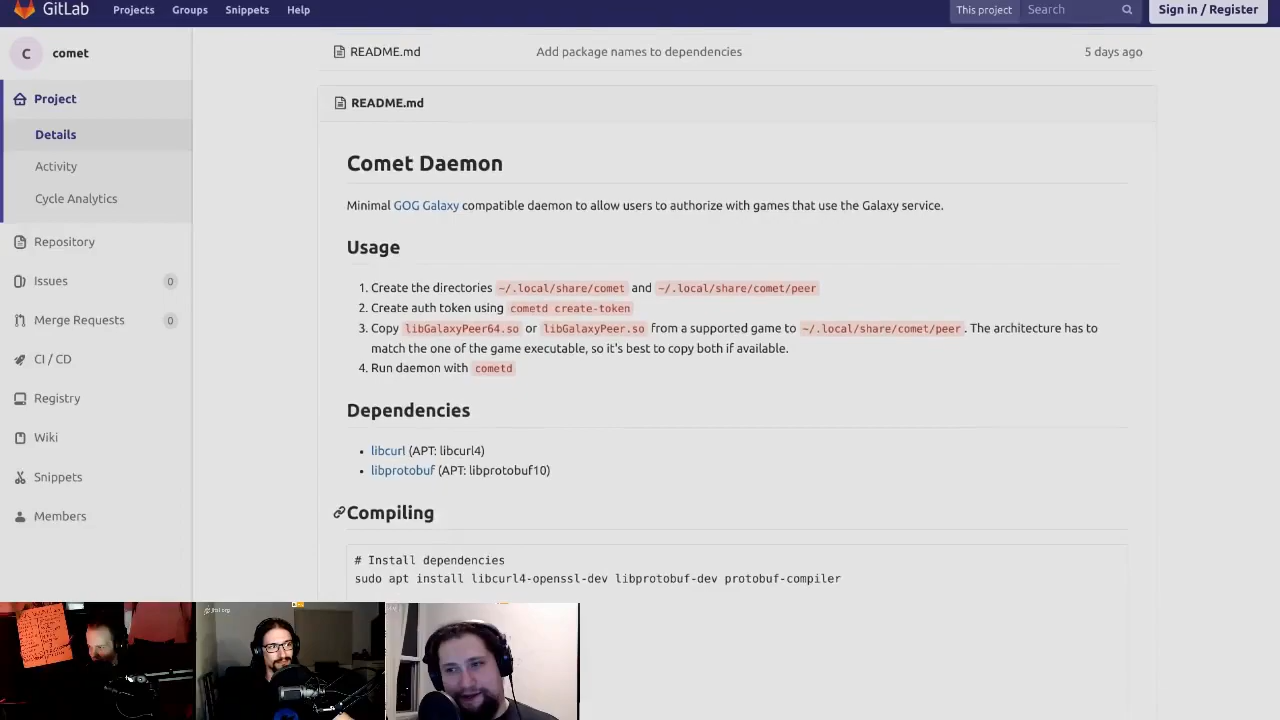 GitLab Projects Groups Snippets Help This project Search Sign in / Register
C comet
Project
Details
Activity
Cycle Analytics
Repository
Issues 0
Merge Requests 0
CI / CD
Registry
Wiki
Snippets
Members
README.md Add package names to dependencies 5 days ago
README.md
Comet Daemon
Minimal GOG Galaxy compatible daemon to allow users to authorize with games that use the Galaxy service.
Usage
1. Create the directories ~/.local/share/comet and ~/.local/share/comet/peer
2. Create auth token using cometd create-token
3. Copy libGalaxyPeer64.so or libGalaxyPeer.so from a supported game to ~/.local/share/comet/peer. The architecture has to
match the one of the game executable, so it's best to copy both if available.
4. Run daemon with cometd
Dependencies
• libcurl (APT: libcurl4)
• libprotobuf (APT: libprotobuf10)
Compiling
# Install dependencies
sudo apt install libcurl4-openssl-dev libprotobuf-dev protobuf-compiler